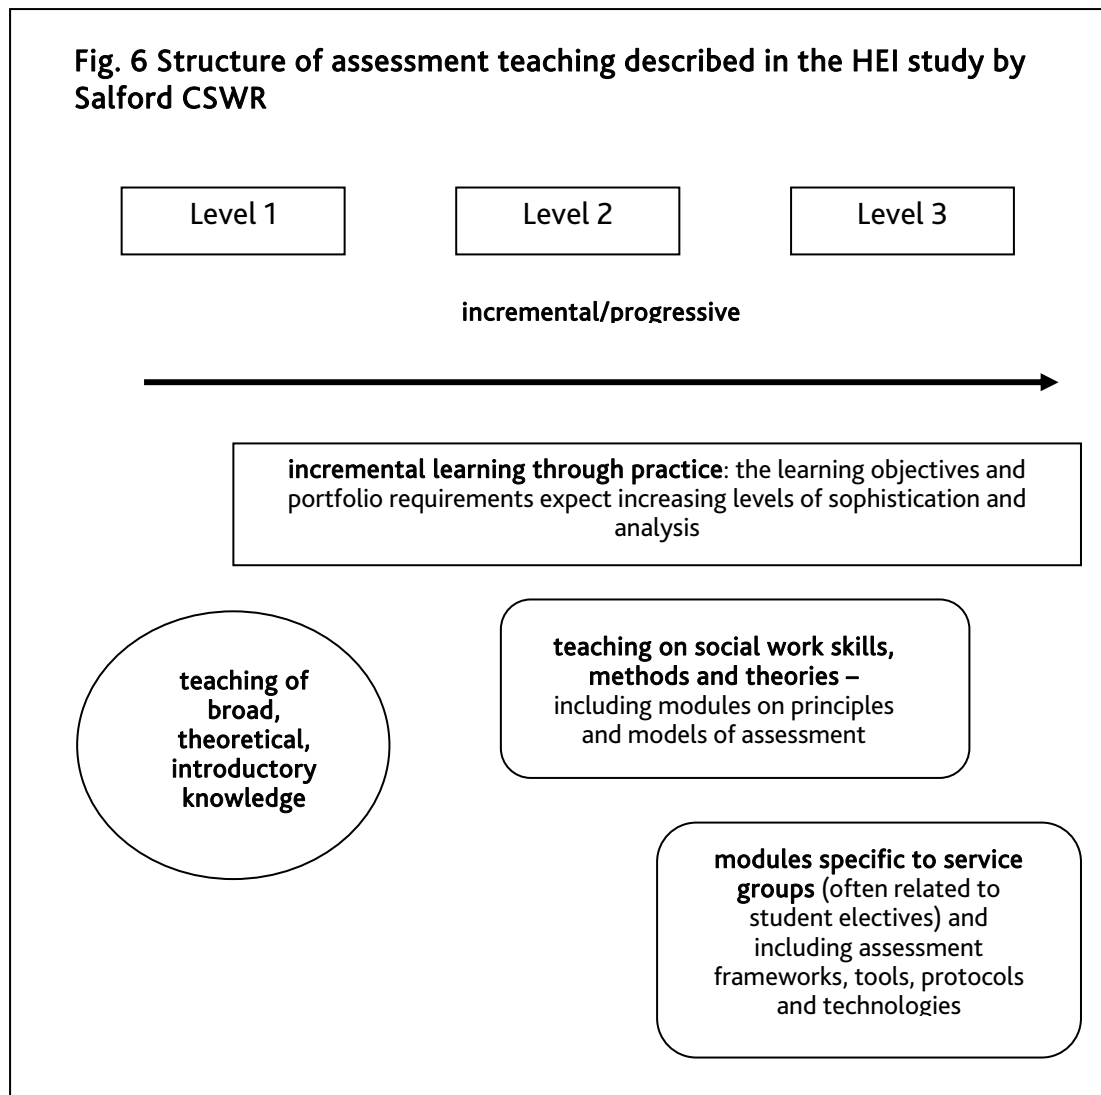 Fig. 6 Structure of assessment teaching described in the HEI study by
Salford CSWR
Level 1
Level 2
Level 3
incremental/progressive
incremental learning through practice: the learning objectives and
portfolio requirements expect increasing levels of sophistication and
analysis
teaching of
broad,
theoretical,
introductory
knowledge
teaching on social work skills,
methods and theories –
including modules on principles
and models of assessment
modules specific to service
groups (often related to
student electives) and
including assessment
frameworks, tools, protocols
and technologies